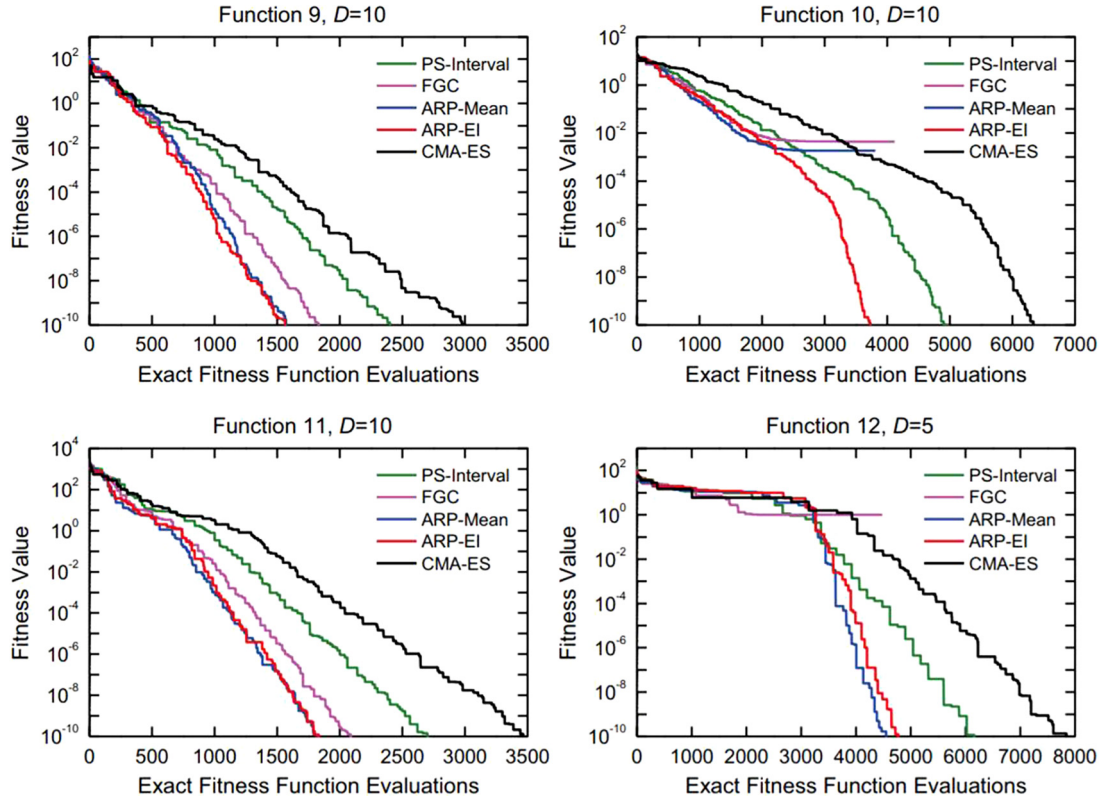 Function 9, D=10
Fitness Value
10^2
10^0
10^-2
10^-4
10^-6
10^-8
10^-10
PS-Interval
FGC
ARP-Mean
ARP-EI
CMA-ES
0 500 1000 1500 2000 2500 3000 3500
Exact Fitness Function Evaluations
Function 10, D=10
Fitness Value
10^2
10^0
10^-2
10^-4
10^-6
10^-8
10^-10
PS-Interval
FGC
ARP-Mean
ARP-EI
CMA-ES
0 1000 2000 3000 4000 5000 6000 7000
Exact Fitness Function Evaluations
Function 11, D=10
Fitness Value
10^4
10^2
10^0
10^-2
10^-4
10^-6
10^-8
10^-10
PS-Interval
FGC
ARP-Mean
ARP-EI
CMA-ES
0 500 1000 1500 2000 2500 3000 3500
Exact Fitness Function Evaluations
Function 12, D=5
Fitness Value
10^2
10^0
10^-2
10^-4
10^-6
10^-8
10^-10
PS-Interval
FGC
ARP-Mean
ARP-EI
CMA-ES
0 1000 2000 3000 4000 5000 6000 7000 8000
Exact Fitness Function Evaluations